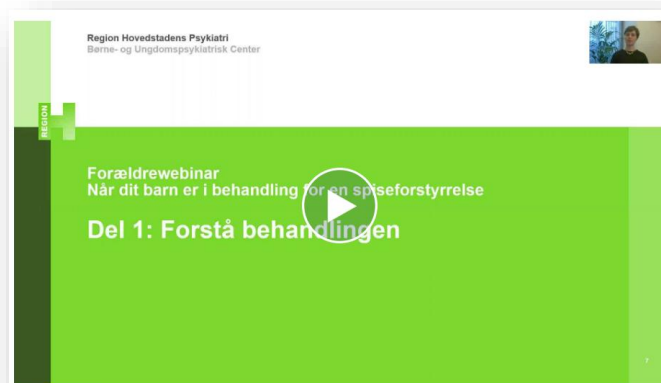 Region Hovedstadens Psykiatri
Børne- og Ungdomspsykiatrisk Center
REGION
Forældrewebinar
Når dit barn er i behandling for en spiseforstyrrelse
Del 1: Forstå behandlingen